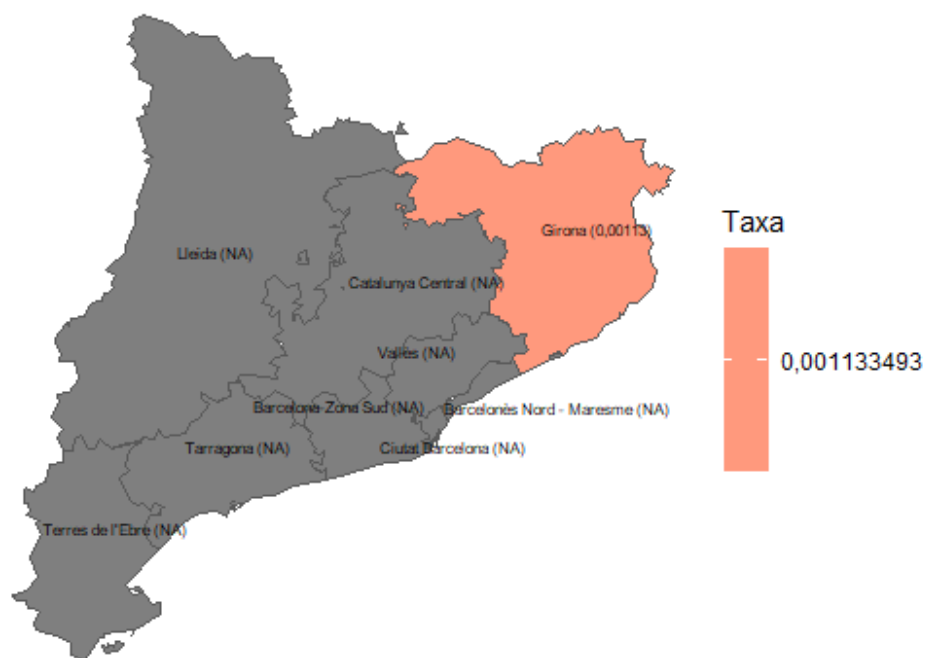 Taxa
Girona (0,00113)
Lleida (NA)
Catalunya Central (NA)
Vallès (NA)
0,001133493
Barcelona-Zona Sud (NA)
Barcelonès Nord - Maresme (NA)
Tarragona (NA)
Ciutat Barcelona (NA)
Terres de l'Ebre (NA)